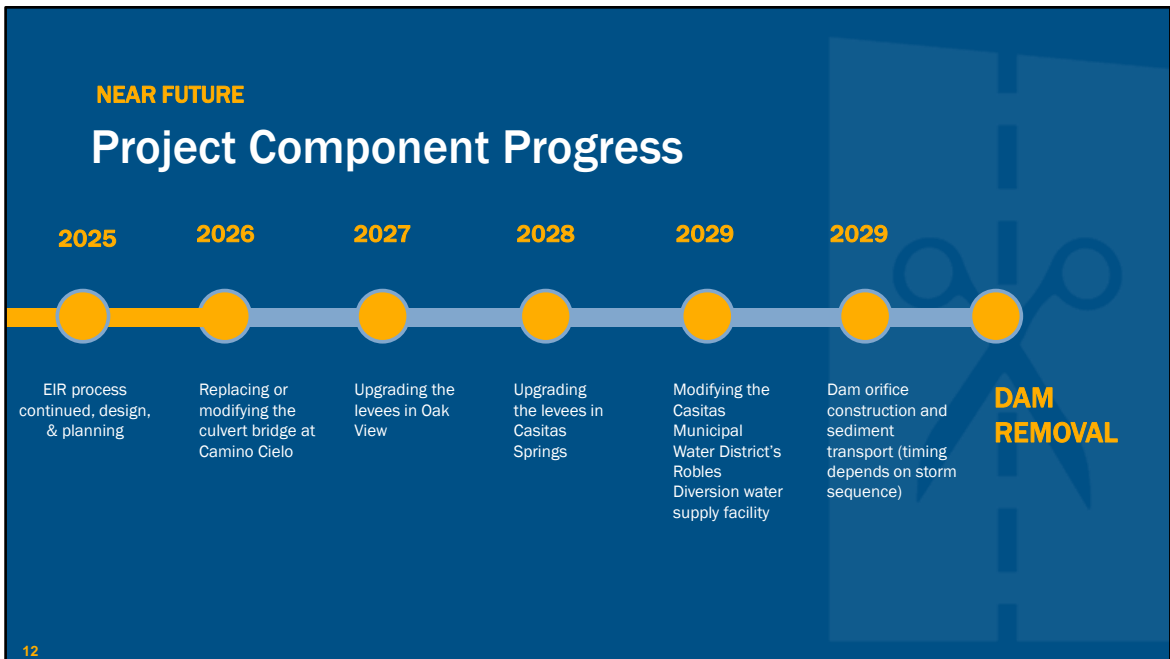 NEAR FUTURE
Project Component Progress
2025
2026
2027
2028
2029
2029
EIR process
continued, design,
& planning
Replacing or
modifying the
culvert bridge at
Camino Cielo
Upgrading the
levees in Oak
View
Upgrading
the levees in
Casitas
Springs
Modifying the
Casitas
Municipal
Water District’s
Robles
Diversion water
supply facility
Dam orifice
construction and
sediment
transport (timing
depends on storm
sequence)
DAM
REMOVAL
12